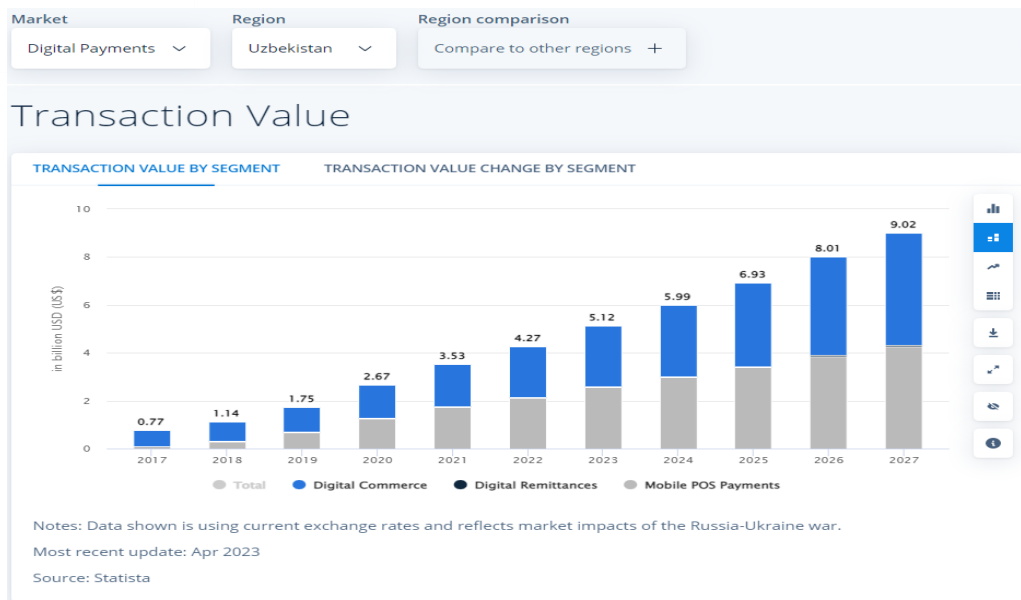 Market Region Region comparison
Digital Payments Uzbekistan Compare to other regions +
Transaction Value
TRANSACTION VALUE BY SEGMENT TRANSACTION VALUE CHANGE BY SEGMENT
in billion USD (US$)
10
8
6
4
2
0
0.77
1.14
1.75
2.67
3.53
4.27
5.12
5.99
6.93
8.01
9.02
2017 2018 2019 2020 2021 2022 2023 2024 2025 2026 2027
Total Digital Commerce Digital Remittances Mobile POS Payments
Notes: Data shown is using current exchange rates and reflects market impacts of the Russia-Ukraine war.
Most recent update: Apr 2023
Source: Statista